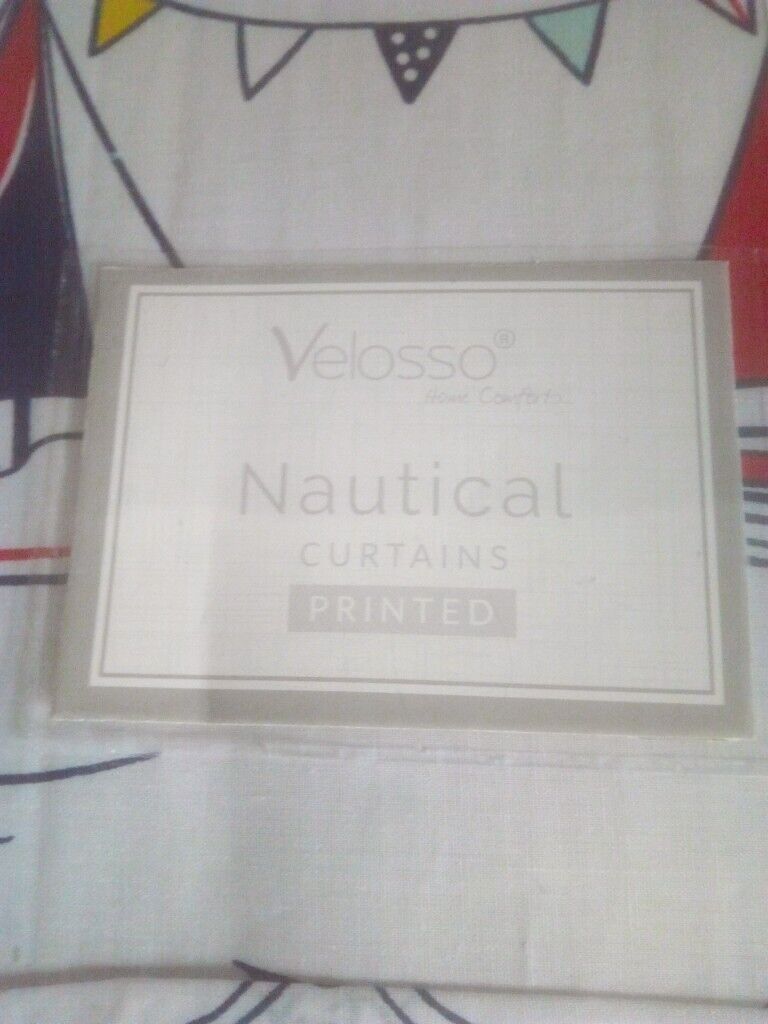 Velosso®
Home Comforts...
Nautical
CURTAINS
PRINTED